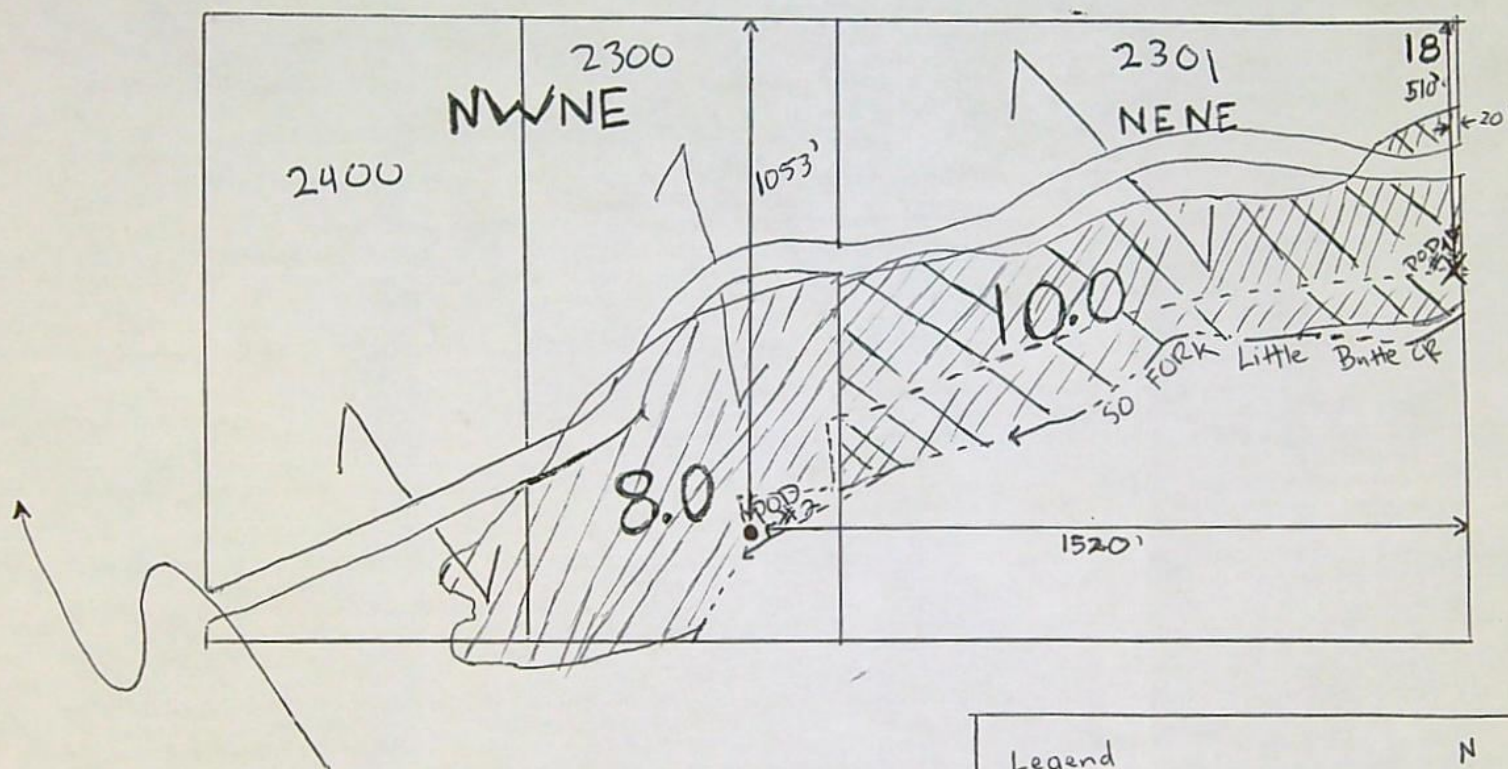 2300
NWNE
2400
1053'
2301
NENE
18
510'
20
10.0
POD
8.0
POD
#2
SO FORK Little Butte CR
1520'
Legend
N